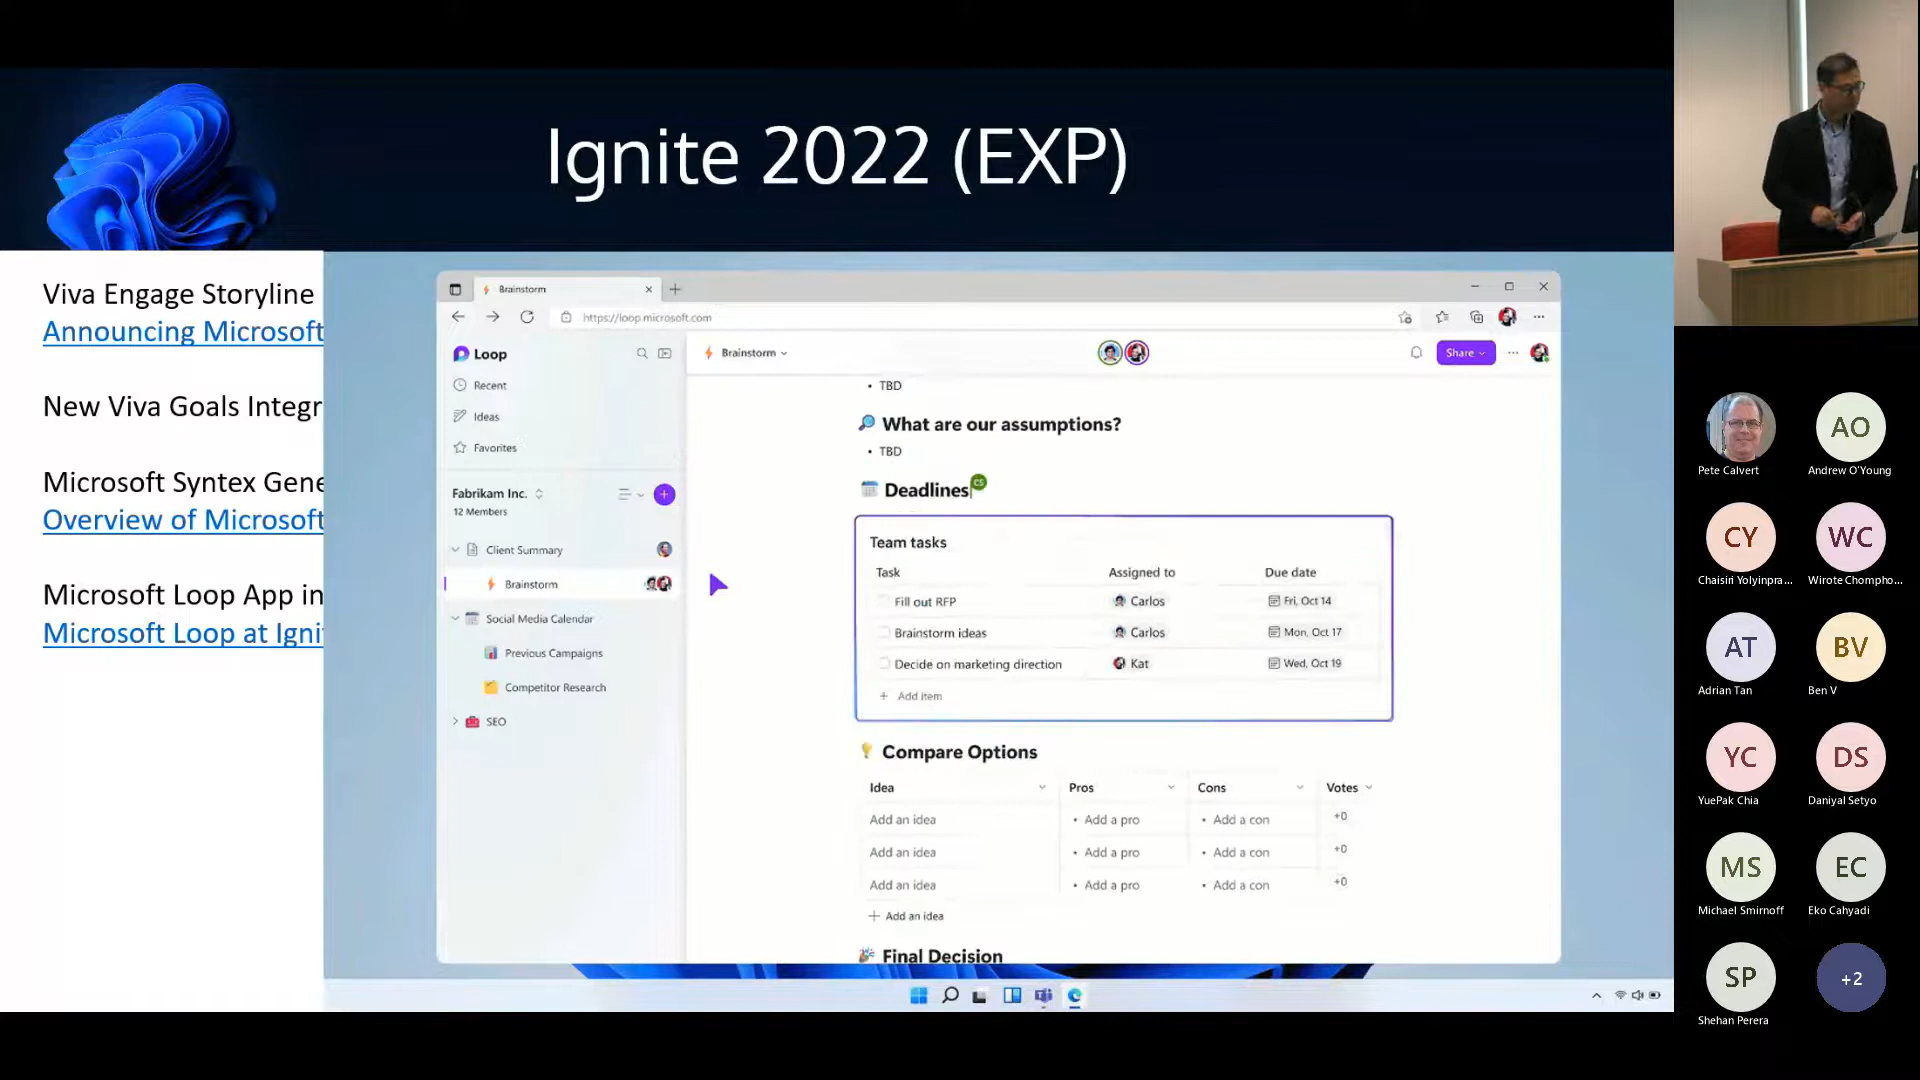 Ignite 2022 (EXP)
Viva Engage Storyline
Announcing Microsoft
New Viva Goals Integr
Microsoft Syntex Gene
Overview of Microsoft
Microsoft Loop App in
Microsoft Loop at Igni
Brainstorm
https://loop.microsoft.com
Loop
Recent
Ideas
Favorites
Fabrikam Inc.
12 Members
Client Summary
Brainstorm
Social Media Calendar
Previous Campaigns
Competitor Research
SEO
Brainstorm
Share
• TBD
What are our assumptions?
• TBD
Deadlines
CS
Team tasks
Task Assigned to Due date
Fill out RFP Carlos Fri, Oct 14
Brainstorm ideas Carlos Mon, Oct 17
Decide on marketing direction Kat Wed, Oct 19
+ Add item
Compare Options
Idea Pros Cons Votes
Add an idea • Add a pro • Add a con +0
Add an idea • Add a pro • Add a con +0
Add an idea • Add a pro • Add a con +0
+ Add an idea
Final Decision
Pete Calvert
AO
Andrew O'Young
CY
Chaisiri Yolyinpra...
WC
Wirote Chompho...
AT
Adrian Tan
BV
Ben V
YC
YuePak Chia
DS
Daniyal Setyo
MS
Michael Smirnoff
EC
Eko Cahyadi
SP
Shehan Perera
+2